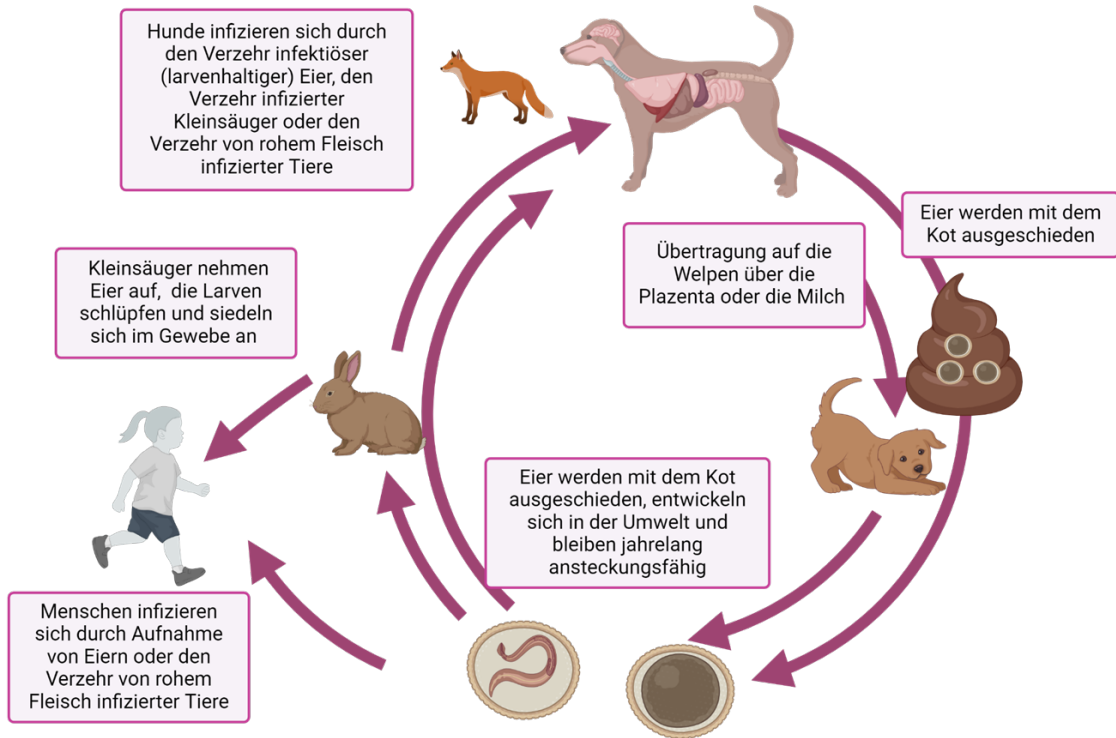 Hunde infizieren sich durch
den Verzehr infektiöser
(larvenhaltiger) Eier, den
Verzehr infizierter
Kleinsäuger oder den
Verzehr von rohem Fleisch
infizierter Tiere
Eier werden mit dem
Kot ausgeschieden
Übertragung auf die
Welpen über die
Plazenta oder die Milch
Kleinsäuger nehmen
Eier auf, die Larven
schlüpfen und siedeln
sich im Gewebe an
Eier werden mit dem Kot
ausgeschieden, entwickeln
sich in der Umwelt und
bleiben jahrelang
ansteckungsfähig
Menschen infizieren
sich durch Aufnahme
von Eiern oder den
Verzehr von rohem
Fleisch infizierter Tiere